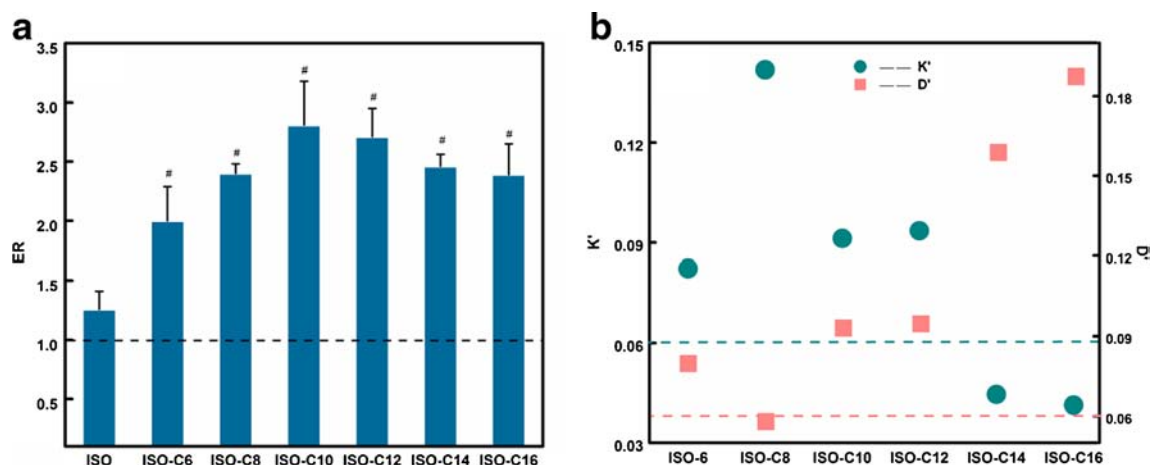 a
3.5
3.0
2.5
2.0
1.5
1.0
0.5
ER
# # # # # #
ISO ISO-C6 ISO-C8 ISO-C10 ISO-C12 ISO-C14 ISO-C16
b
0.15
0.12
0.09
0.06
0.03
K'
—— K'
—— D'
0.18
0.15
0.12
0.09
0.06
D'
ISO-6 ISO-C8 ISO-C10 ISO-C12 ISO-C14 ISO-C16